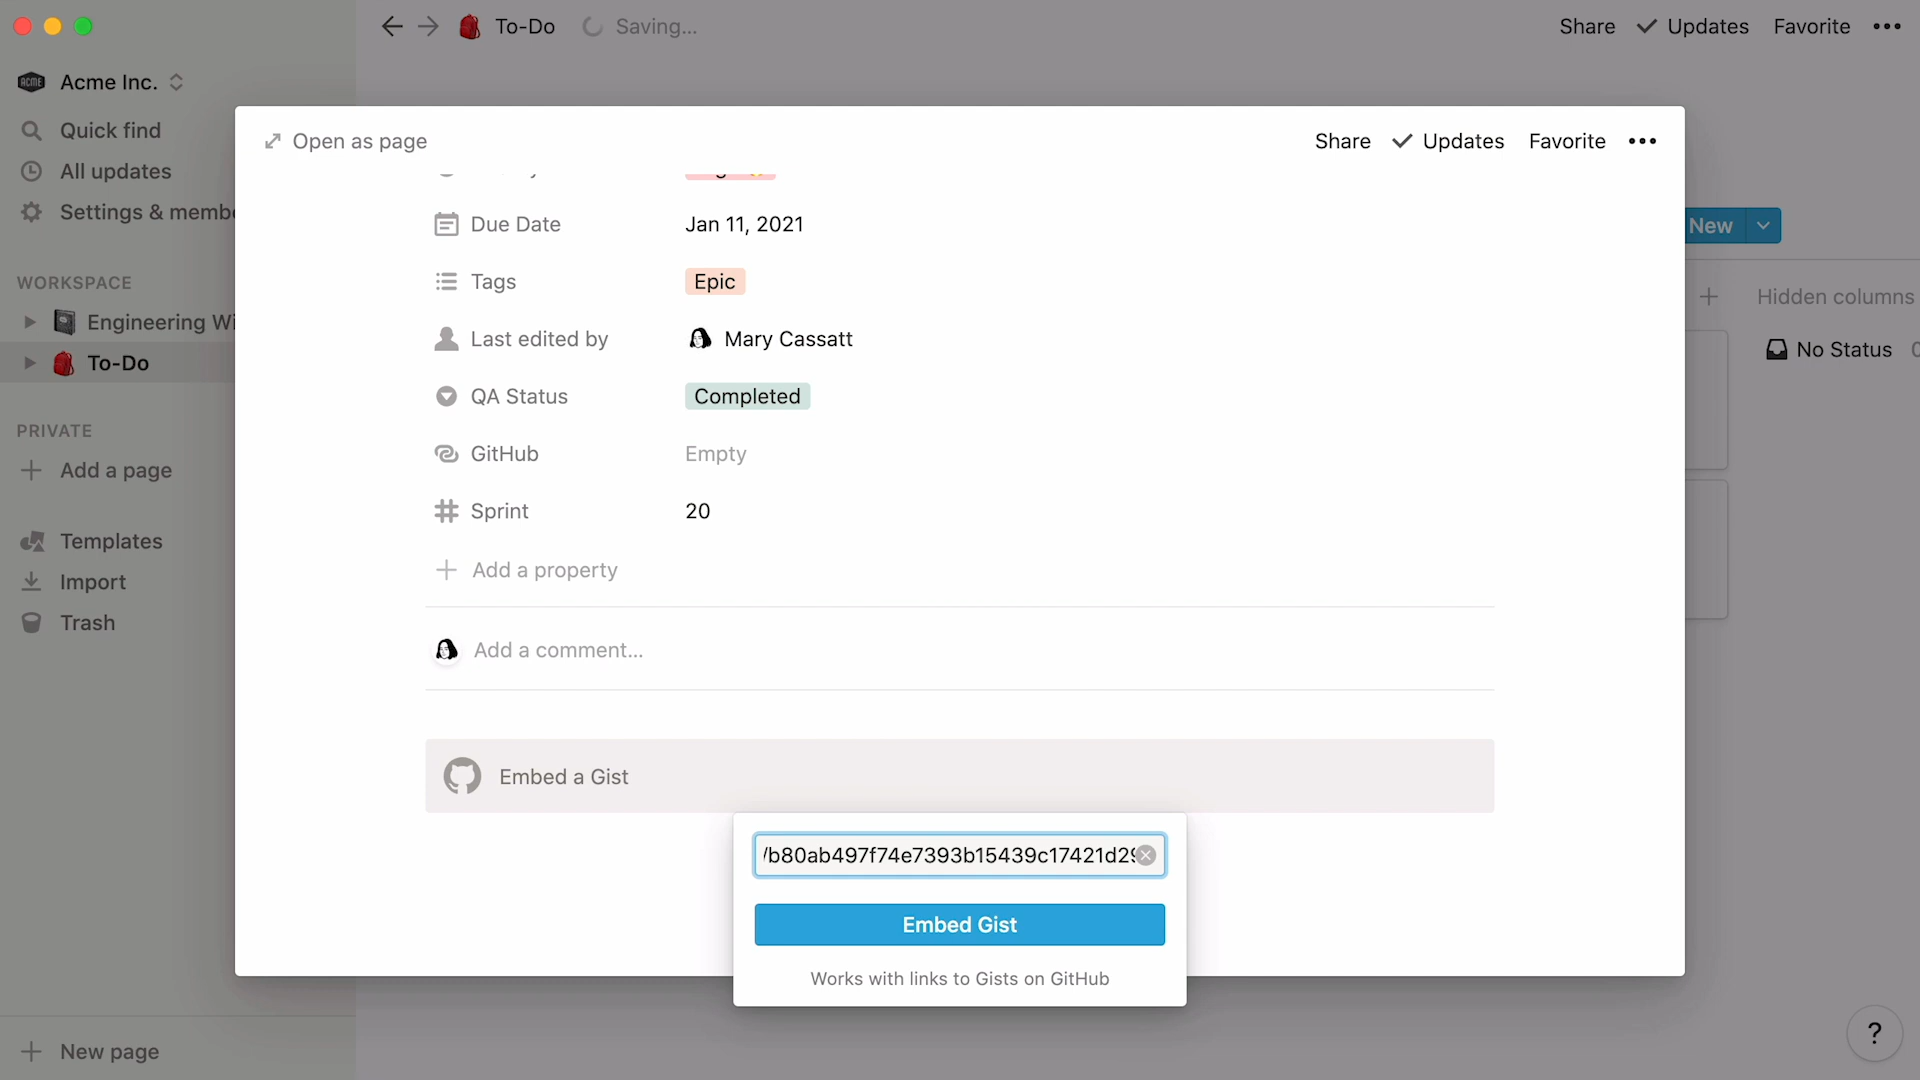 To-Do
Saving...
Share
Updates
Favorite
ACME
Acme Inc.
Quick find
All updates
Settings & membe
WORKSPACE
Engineering Wi
To-Do
PRIVATE
Add a page
Templates
Import
Trash
New page
Open as page
Share
Updates
Favorite
Due Date
Jan 11, 2021
Tags
Epic
Last edited by
Mary Cassatt
QA Status
Completed
GitHub
Empty
Sprint
20
Add a property
Add a comment...
Embed a Gist
/b80ab497f74e7393b15439c17421d29
Embed Gist
Works with links to Gists on GitHub
New
Hidden columns
No Status
?